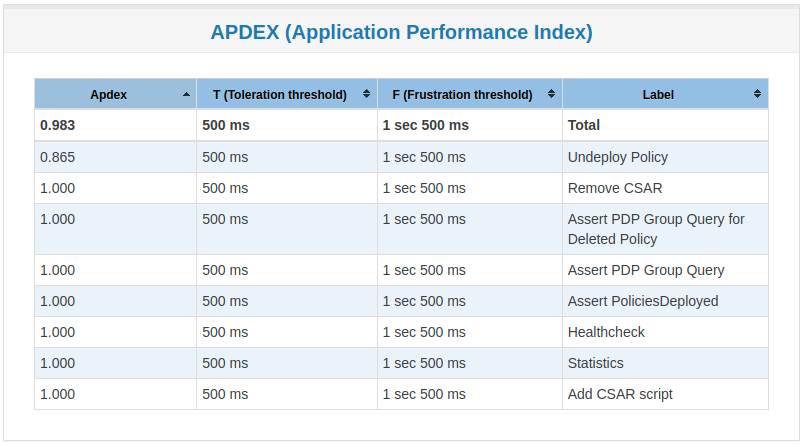 APDEX (Application Performance Index)
Apdex T (Toleration threshold) F (Frustration threshold) Label
0.983 500 ms 1 sec 500 ms Total
0.865 500 ms 1 sec 500 ms Undeploy Policy
1.000 500 ms 1 sec 500 ms Remove CSAR
1.000 500 ms 1 sec 500 ms Assert PDP Group Query for
Deleted Policy
1.000 500 ms 1 sec 500 ms Assert PDP Group Query
1.000 500 ms 1 sec 500 ms Assert PoliciesDeployed
1.000 500 ms 1 sec 500 ms Healthcheck
1.000 500 ms 1 sec 500 ms Statistics
1.000 500 ms 1 sec 500 ms Add CSAR script